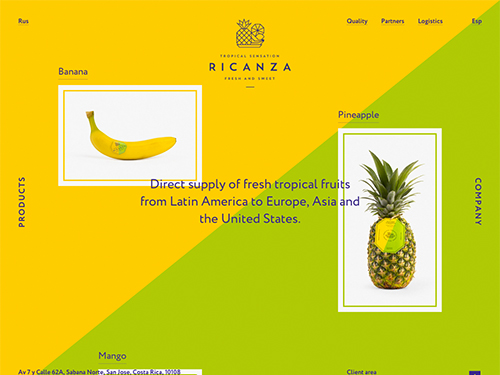 Rus
Quality Partners Logistics Esp
TROPICAL SENSATION
RICANZA
FRESH AND SWEET
Banana
Pineapple
PRODUCTS
Direct supply of fresh tropical fruits
from Latin America to Europe, Asia and
the United States.
COMPANY
Mango
Av 7 y Calle 62A, Sabana Norte, San Jose, Costa Rica, 10108
Client area